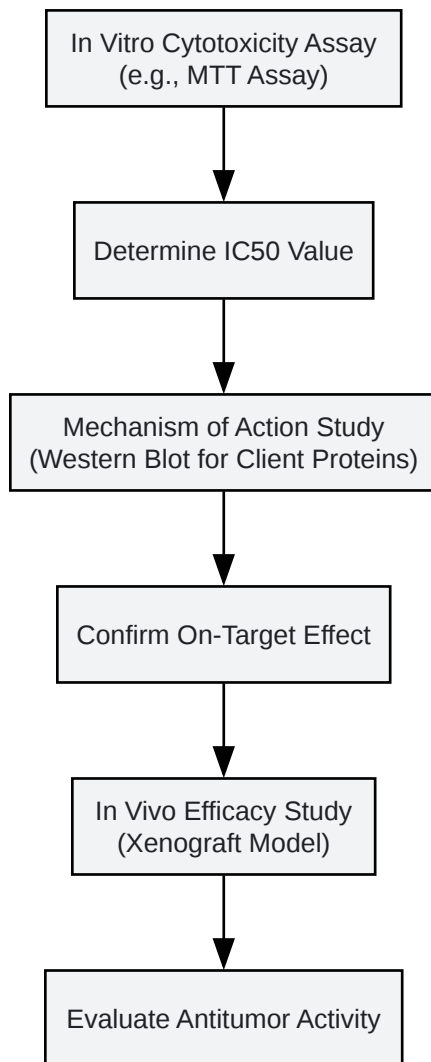 In Vitro Cytotoxicity Assay
(e.g., MTT Assay)
Determine IC50 Value
Mechanism of Action Study
(Western Blot for Client Proteins)
Confirm On-Target Effect
In Vivo Efficacy Study
(Xenograft Model)
Evaluate Antitumor Activity